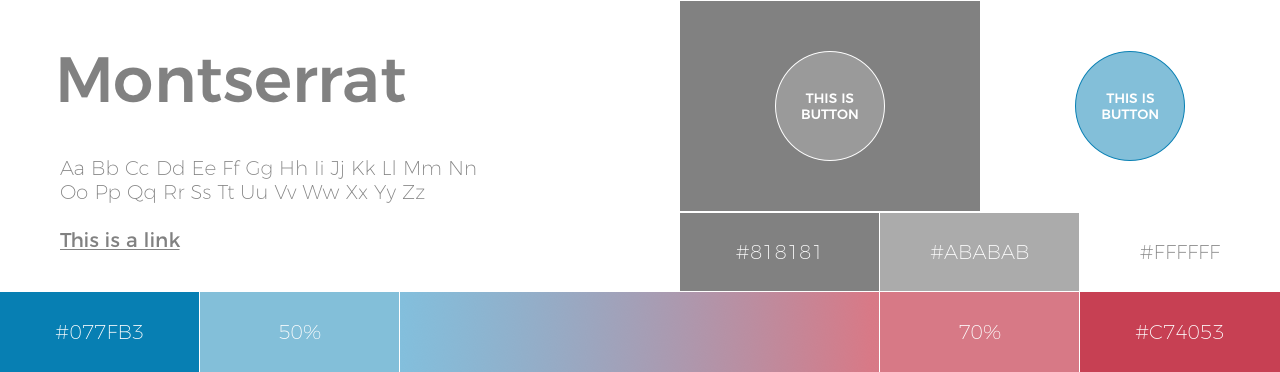 Montserrat
Aa Bb Cc Dd Ee Ff Gg Hh Ii Jj Kk Ll Mm Nn
Oo Pp Qq Rr Ss Tt Uu Vv Ww Xx Yy Zz
This is a link
THIS IS
BUTTON
THIS IS
BUTTON
#818181
#ABABAB
#FFFFFF
#077FB3
50%
70%
#C74053